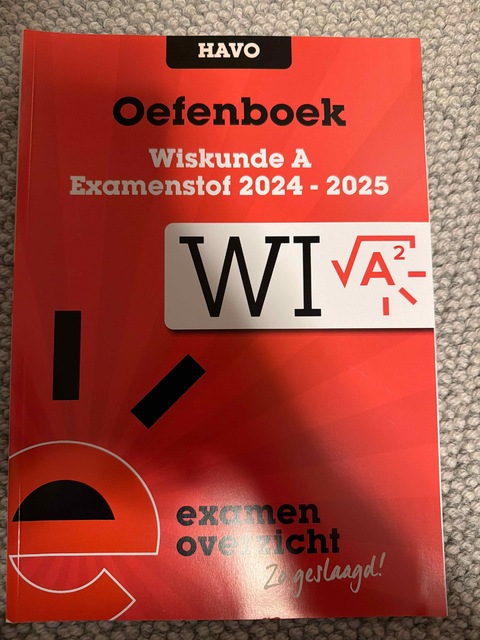 HAVO
Oefenboek
Wiskunde A
Examenstof 2024 - 2025
WI √A²
examen
overzicht
Zo geslaagd!